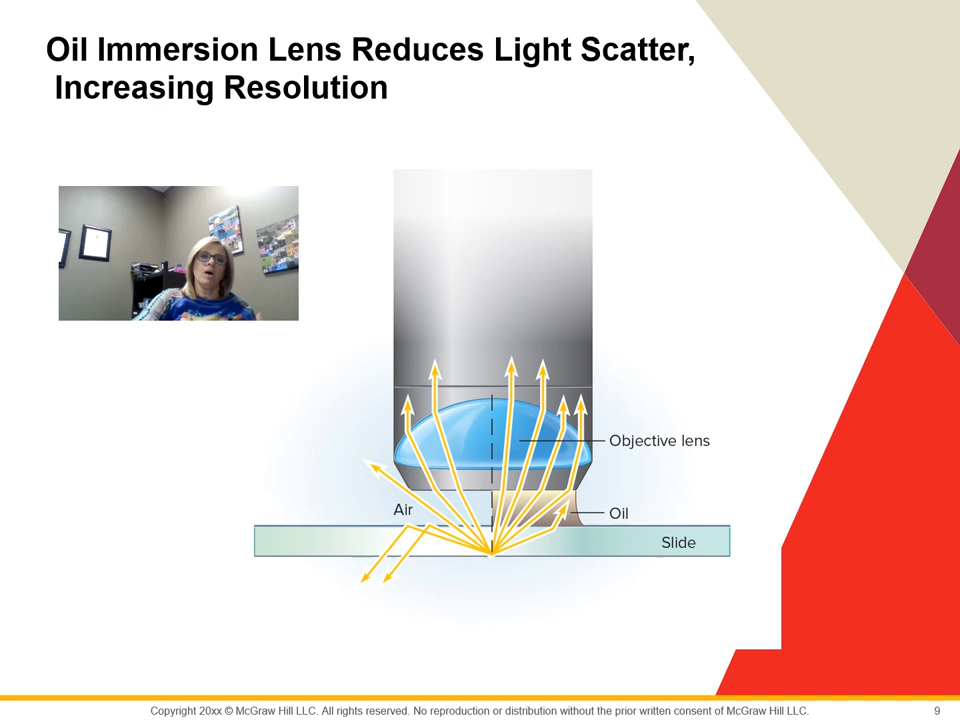 Oil Immersion Lens Reduces Light Scatter,
Increasing Resolution
Objective lens
Air
Oil
Slide
Copyright 20xx © McGraw Hill LLC. All rights reserved. No reproduction or distribution without the prior written consent of McGraw Hill LLC.
9